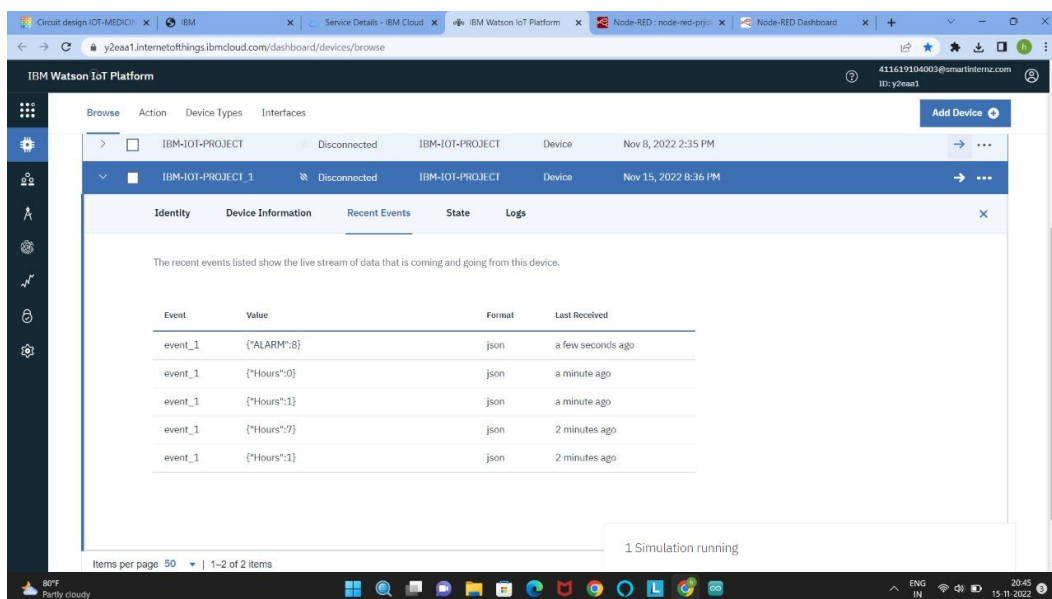 Circuit design IOT-MEDICIN
IBM
Service Details - IBM Cloud
IBM Watson IoT Platform
Node-RED : node-red-prjo
Node-RED Dashboard
y2eaa1.internetofthings.ibmcloud.com/dashboard/devices/browse
h
IBM Watson IoT Platform
411619104003@smartinternz.com
ID: y2eaa1
Browse Action Device Types Interfaces
Add Device
IBM-IOT-PROJECT Disconnected IBM-IOT-PROJECT Device Nov 8, 2022 2:35 PM
IBM-IOT-PROJECT_1 Disconnected IBM-IOT-PROJECT Device Nov 15, 2022 8:36 PM
Identity Device Information Recent Events State Logs
The recent events listed show the live stream of data that is coming and going from this device.
Event Value Format Last Received
event_1 {"ALARM":8} json a few seconds ago
event_1 {"Hours":0} json a minute ago
event_1 {"Hours":1} json a minute ago
event_1 {"Hours":7} json 2 minutes ago
event_1 {"Hours":1} json 2 minutes ago
1 Simulation running
Items per page 50 | 1–2 of 2 items
80°F
Partly cloudy
L
ENG
IN
20:45
15-11-2022
3